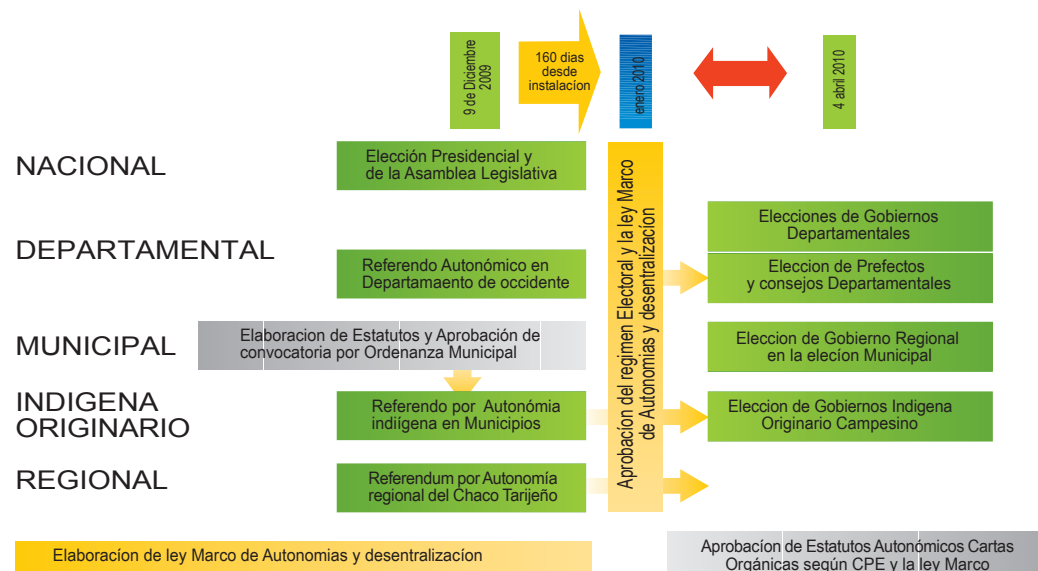 9 de Diciembre
2009
160 dias
desde
instalacíon
enero 2010
4 abril 2010
NACIONAL
Elección Presidencial y
de la Asamblea Legislativa
Aprobacíon del regimen Electoral y la ley Marco
de Autonomias y desentralizacíon
Elecciones de Gobiernos
Departamentales
DEPARTAMENTAL
Referendo Autonómico en
Departamaento de occidente
Eleccion de Prefectos
y consejos Departamentales
MUNICIPAL
Elaboracion de Estatutos y Aprobación de
convocatoria por Ordenanza Municipal
Eleccion de Gobierno Regional
en la elecíon Municipal
INDIGENA
ORIGINARIO
Referendo por Autonómia
indiígena en Municipios
Eleccion de Gobiernos Indigena
Originario Campesino
REGIONAL
Referendum por Autonomía
regional del Chaco Tarijeño
Elaboracíon de ley Marco de Autonomias y desentralizacíon
Aprobacíon de Estatutos Autonómicos Cartas
Orgánicas según CPE y la ley Marco